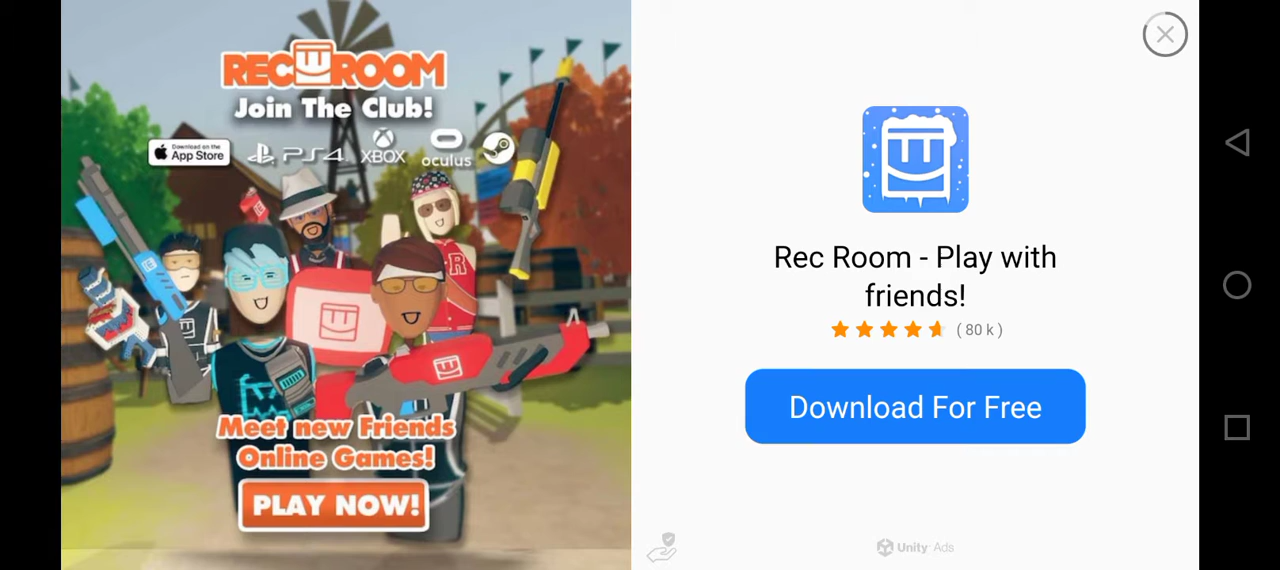 REC ROOM
Join The Club!
Download on the
App Store
PS4
XBOX
oculus
Meet new Friends
Online Games!
PLAY NOW!
R
Rec Room - Play with
friends!
( 80 k )
Download For Free
Unity Ads